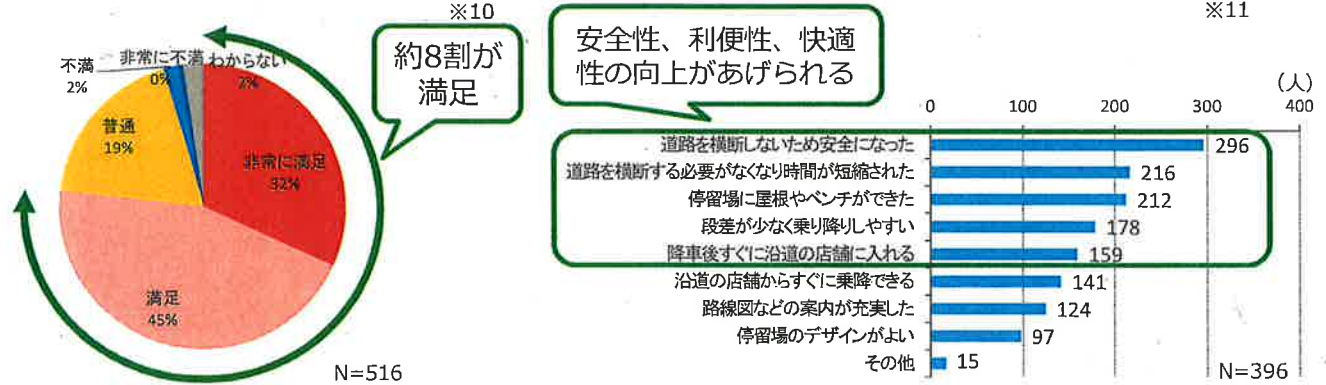 ※10
約8割が
満足
非常に不満
0%
わからない
2%
不満
2%
普通
19%
非常に満足
32%
満足
45%
N=516
※11
安全性、利便性、快適
性の向上があげられる
（人）
0 100 200 300 400
道路を横断しないため安全になった 296
道路を横断する必要がなくなり時間が短縮された 216
停留場に屋根やベンチができた 212
段差が少なく乗り降りしやすい 178
降車後すぐに沿道の店舗に入れる 159
沿道の店舗からすぐに乗降できる 141
路線図などの案内が充実した 124
停留場のデザインがよい 97
その他 15
N=396